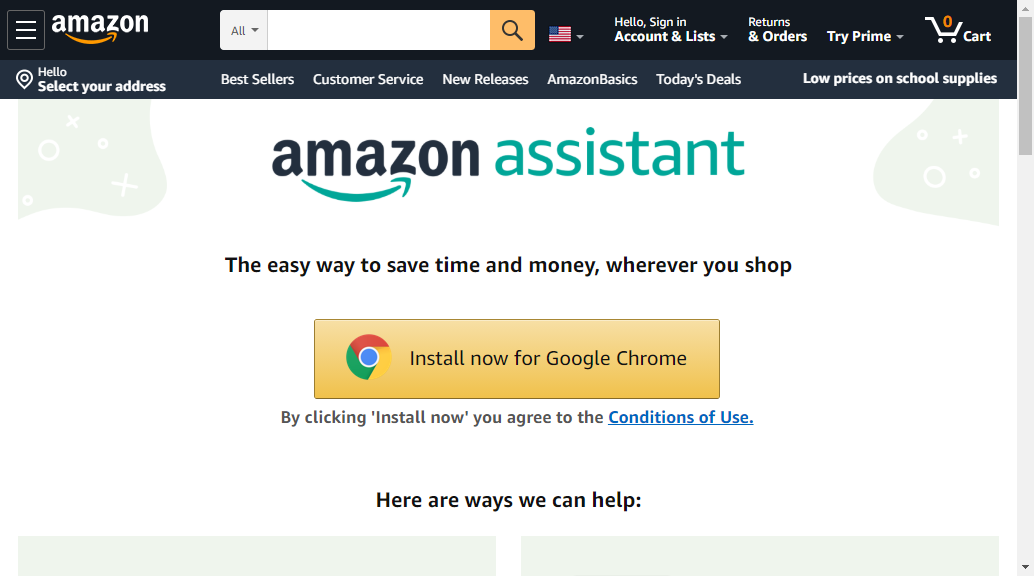 amazon
All
Hello, Sign in
Account & Lists
Returns
& Orders
Try Prime
0
Cart
Hello
Select your address
Best Sellers
Customer Service
New Releases
AmazonBasics
Today's Deals
Low prices on school supplies
amazon assistant
The easy way to save time and money, wherever you shop
Install now for Google Chrome
By clicking 'Install now' you agree to the Conditions of Use.
Here are ways we can help: